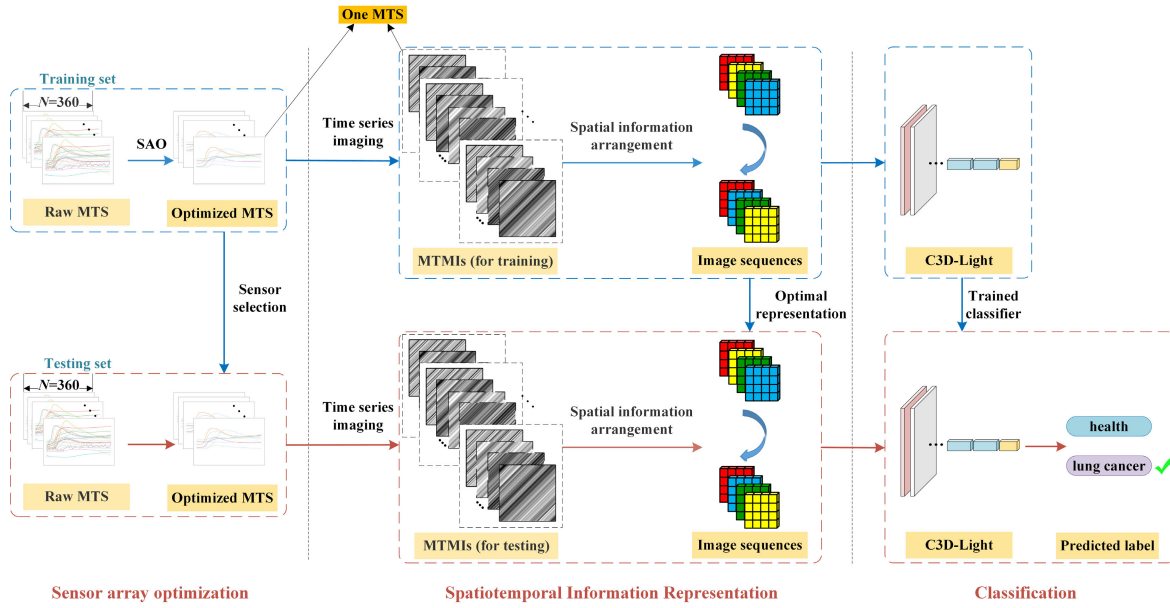 One MTS
Training set
N=360
SAO
Raw MTS
Optimized MTS
Time series
imaging
MTMIs (for training)
Spatial information
arrangement
Image sequences
C3D-Light
Sensor
selection
Optimal
representation
Trained
classifier
Testing set
N=360
Raw MTS
Optimized MTS
Time series
imaging
MTMIs (for testing)
Spatial information
arrangement
Image sequences
C3D-Light
health
lung cancer
Predicted label
Sensor array optimization
Spatiotemporal Information Representation
Classification